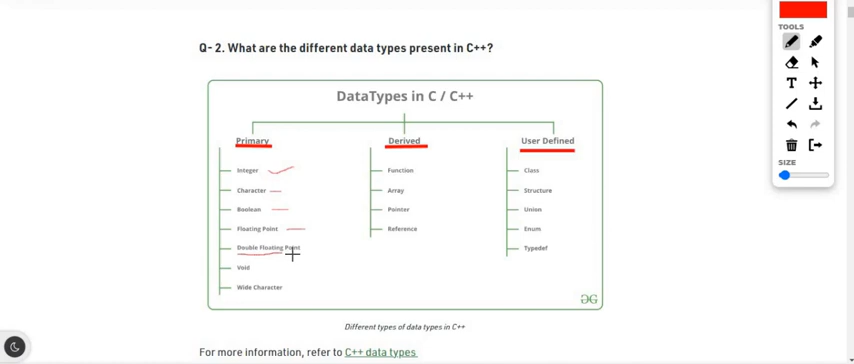 Q- 2. What are the different data types present in C++?
TOOLS
SIZE
DataTypes in C / C++
Primary
Integer
Character
Boolean
Floating Point
Double Floating Point
Void
Wide Character
Derived
Function
Array
Pointer
Reference
User Defined
Class
Structure
Union
Enum
Typedef
Different types of data types in C++
For more information, refer to C++ data types